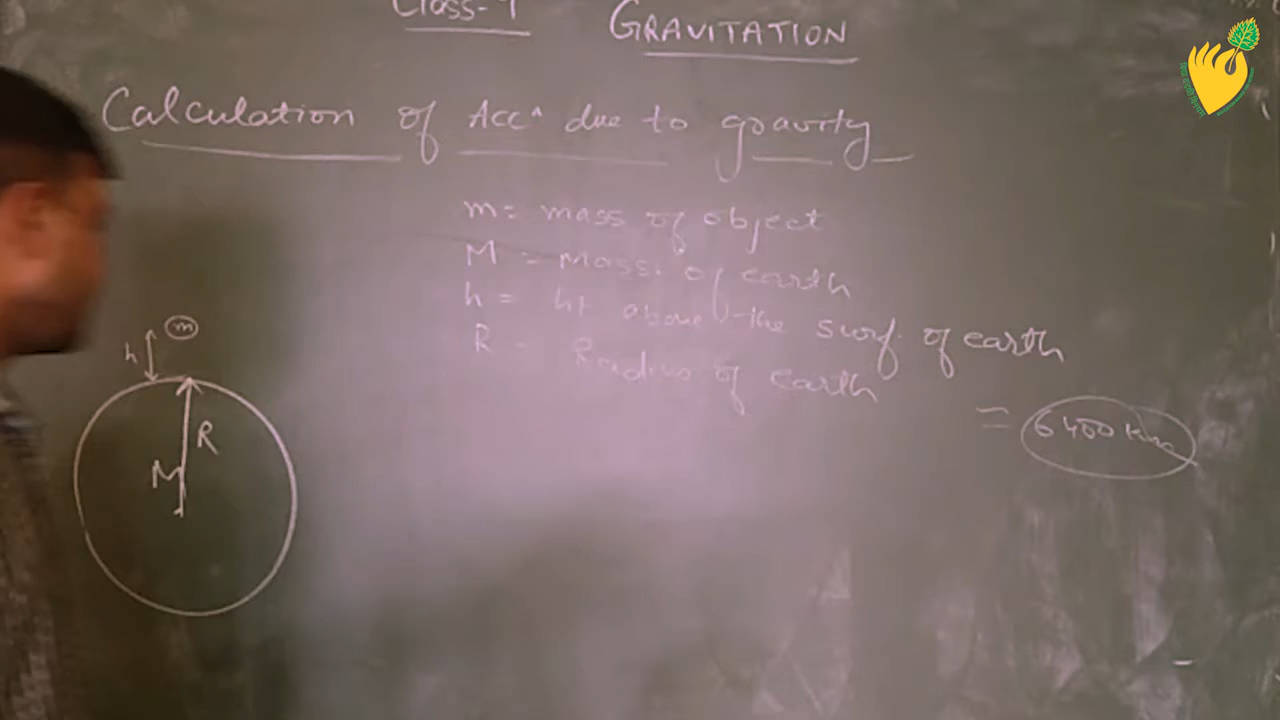 Class-9
GRAVITATION
Calculation of Accⁿ due to gravity
m = mass of object
M = Mass of earth
h = ht above the surf. of earth
R = Radius of earth
= 6400 Km
m
h
R
M